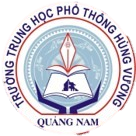 TRƯỜNG TRUNG HỌC PHỔ THÔNG HÙNG VƯƠNG
QUẢNG NAM